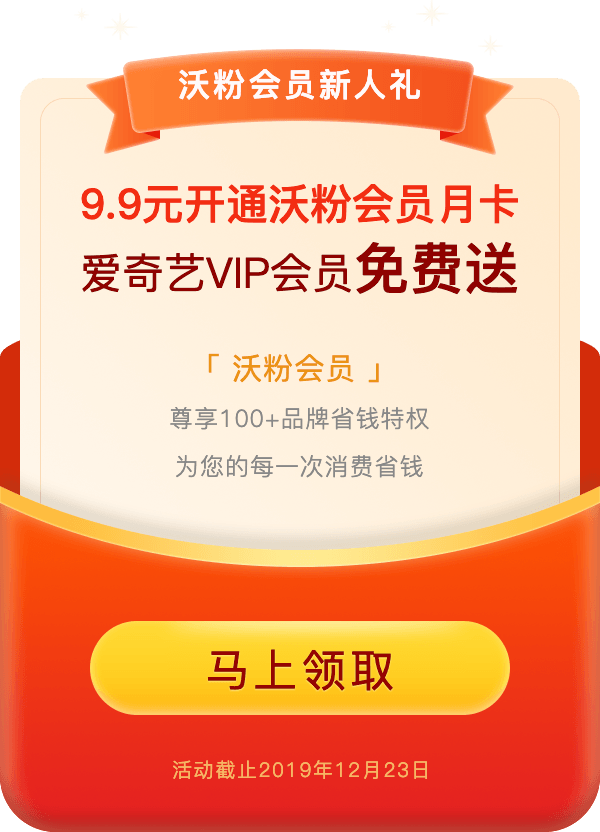 沃粉会员新人礼
9.9元开通沃粉会员月卡
爱奇艺VIP会员免费送
「 沃粉会员 」
尊享100+品牌省钱特权
为您的每一次消费省钱
马上领取
活动截止2019年12月23日